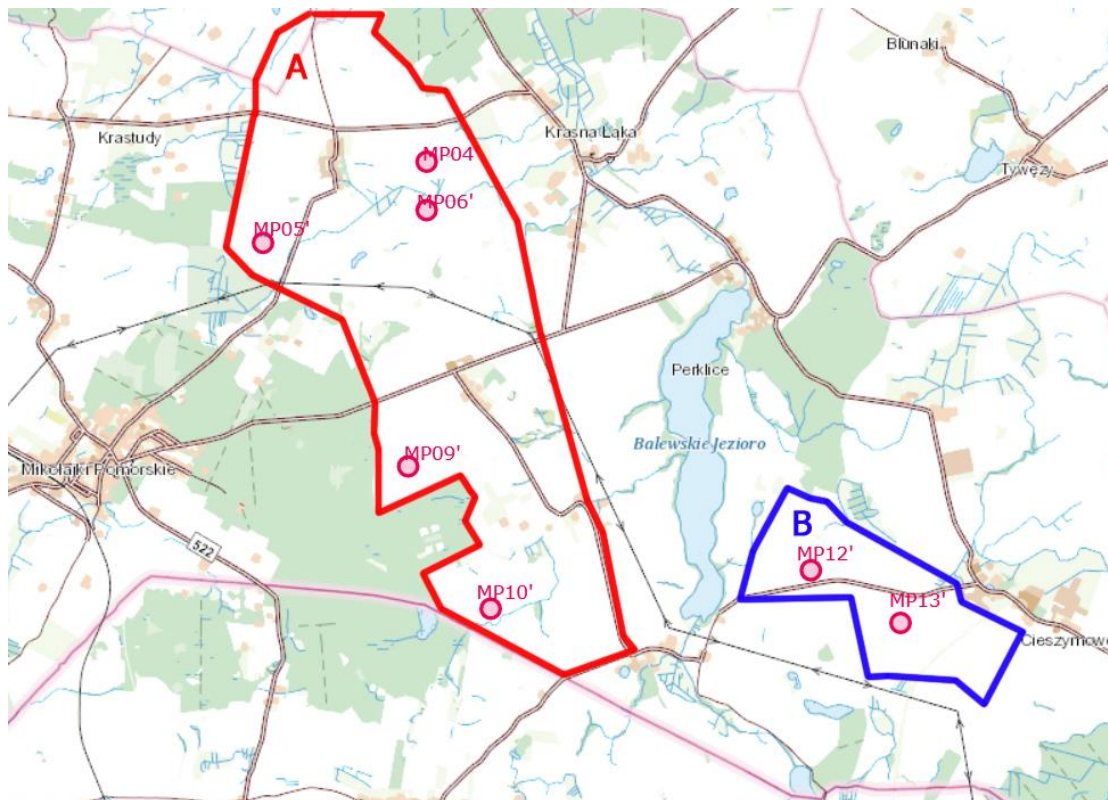 Blunaki
A
Krasna Łąka
Krastudy
MP04
Tywęzy
MP06'
MP05'
Perklice
Balewskie Jezioro
MP09'
Mikołajki Pomorskie
B
522
MP12'
MP10'
MP13'
Cieszymowo